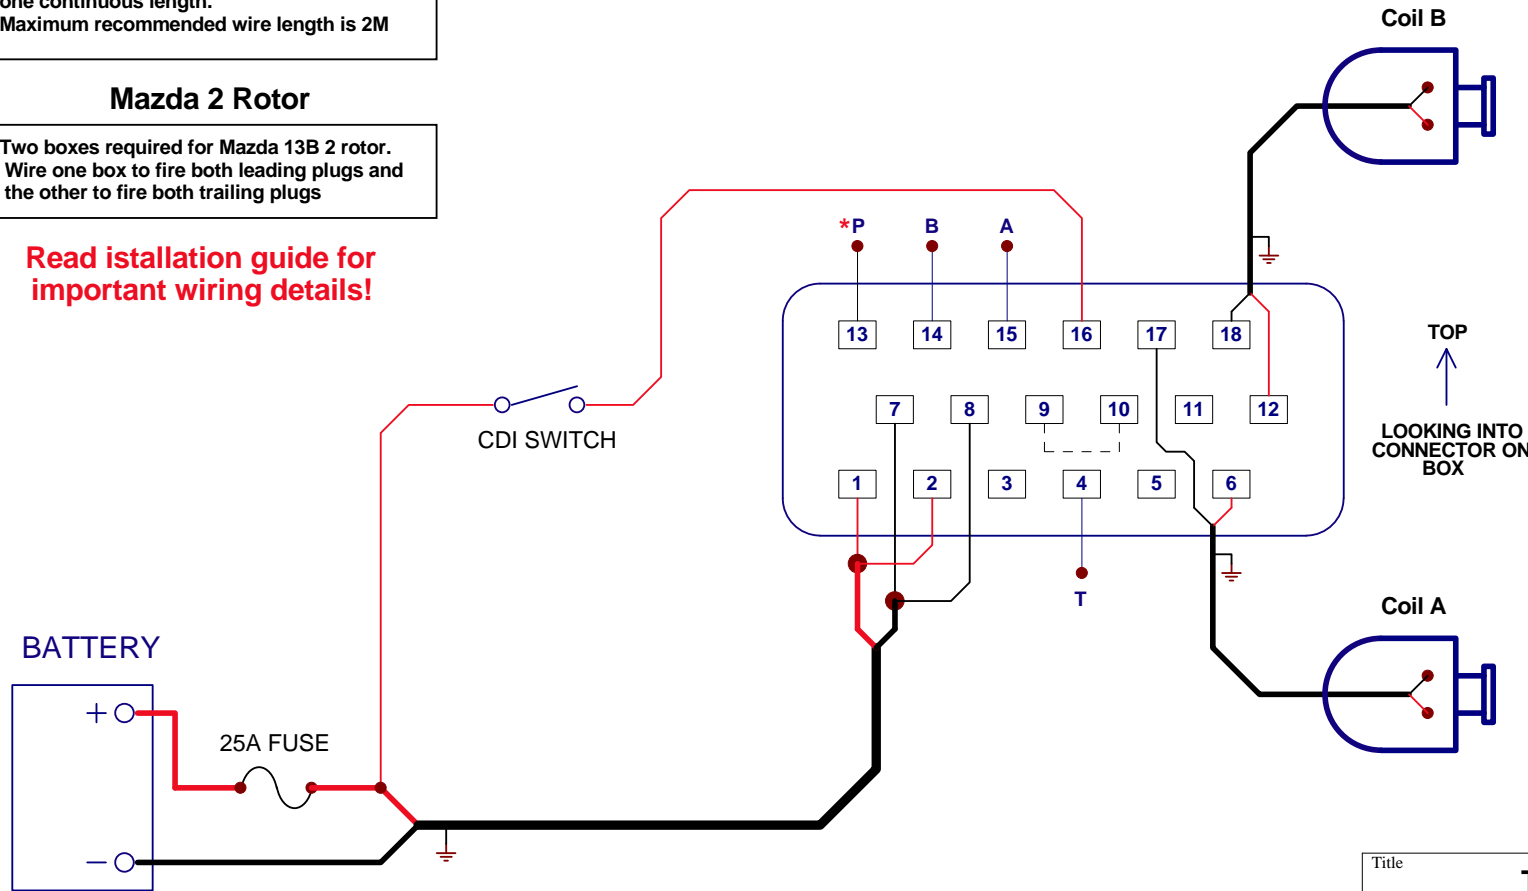 one continuous length.
Maximum recommended wire length is 2M
Mazda 2 Rotor
Two boxes required for Mazda 13B 2 rotor.
Wire one box to fire both leading plugs and
the other to fire both trailing plugs
Read istallation guide for
important wiring details!
Coil B
*P B A
13 14 15 16 17 18
TOP
7 8 9 10 11 12
CDI SWITCH
LOOKING INTO
CONNECTOR ON
BOX
1 2 3 4 5 6
T
Coil A
BATTERY
+
25A FUSE
−
Title